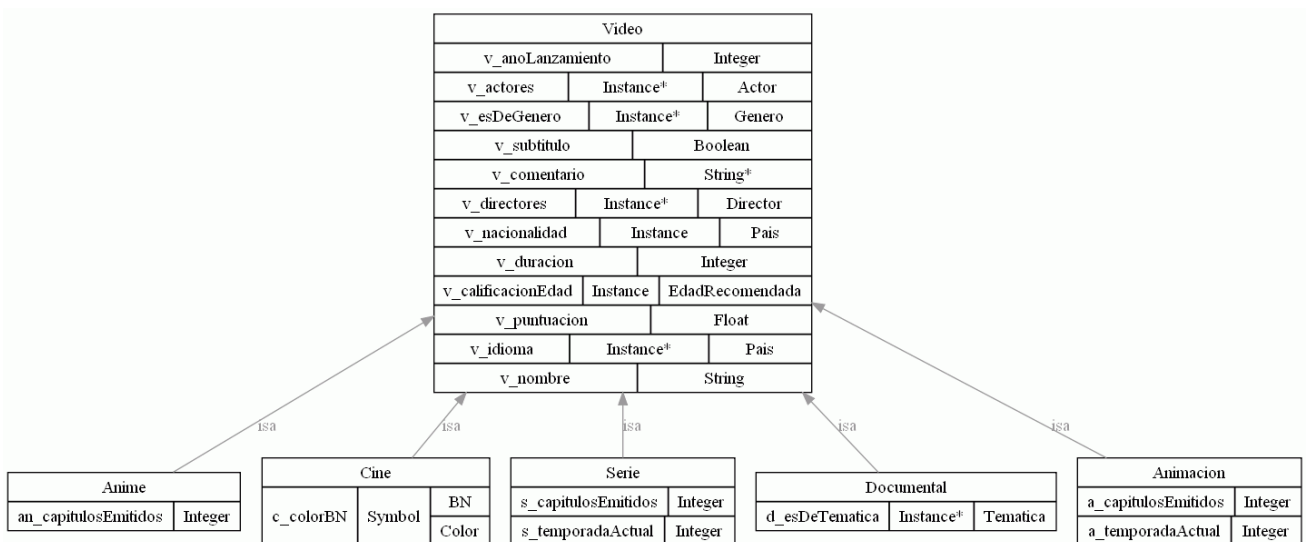 Video
v_anoLanzamiento Integer
v_actores Instance* Actor
v_esDeGenero Instance* Genero
v_subtitulo Boolean
v_comentario String*
v_directores Instance* Director
v_nacionalidad Instance Pais
v_duracion Integer
v_calificacionEdad Instance EdadRecomendada
v_puntuacion Float
v_idioma Instance* Pais
v_nombre String
isa isa isa isa isa
Anime
an_capitulosEmitidos Integer
Cine
c_colorBN Symbol BN
Color
Serie
s_capitulosEmitidos Integer
s_temporadaActual Integer
Documental
d_esDeTematica Instance* Tematica
Animacion
a_capitulosEmitidos Integer
a_temporadaActual Integer